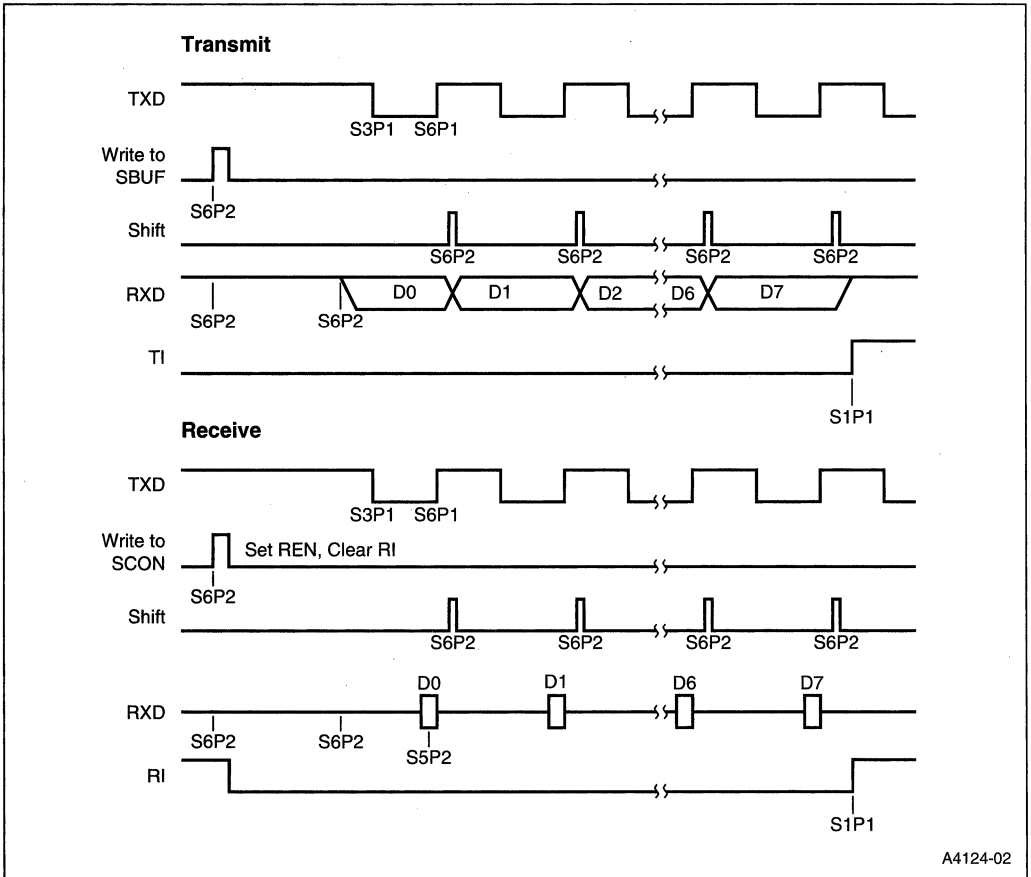 Transmit
TXD
S3P1 S6P1
Write to
SBUF
S6P2
Shift
S6P2 S6P2 S6P2 S6P2
RXD D0 D1 D2 D6 D7
S6P2 S6P2
TI
S1P1
Receive
TXD
S3P1 S6P1
Write to
SCON
Set REN, Clear RI
S6P2
Shift
S6P2 S6P2 S6P2 S6P2
D0 D1 D6 D7
RXD
S6P2 S6P2 S5P2
RI
S1P1
A4124-02